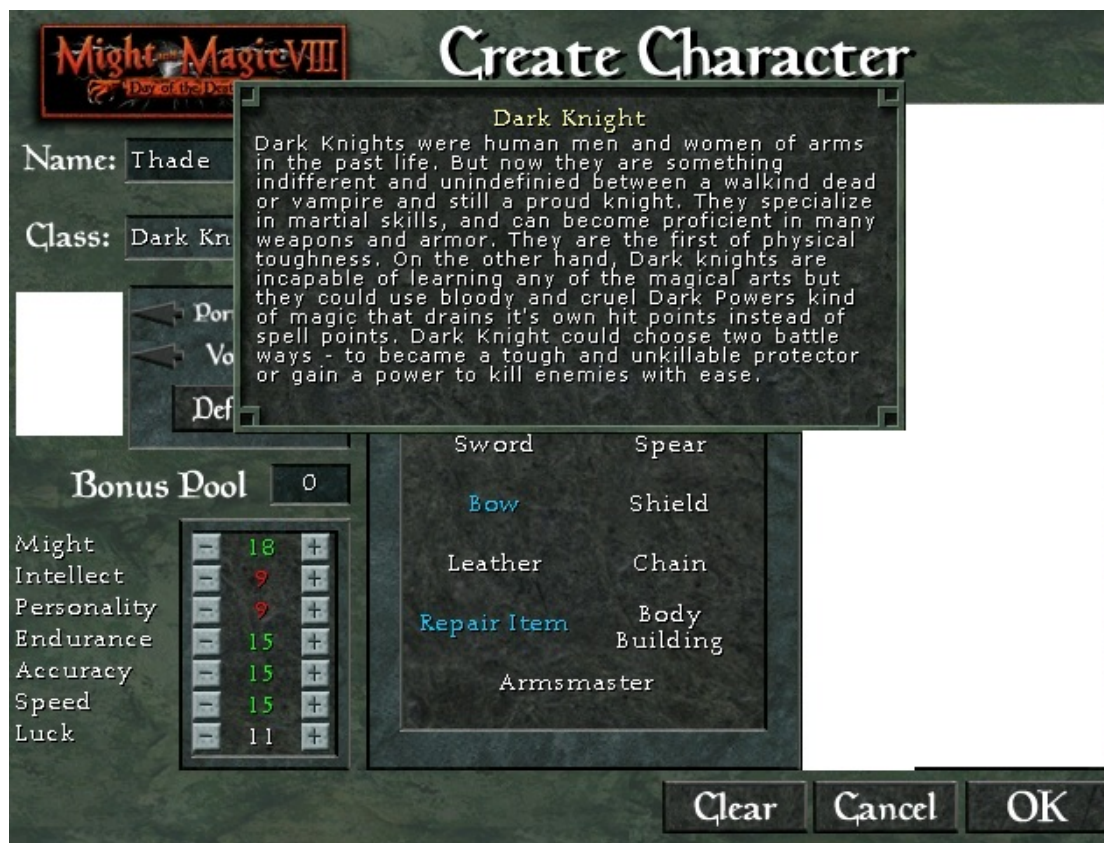 Might and Magic VIII
Create Character
Day of the Dest
Dark Knight
Dark Knights were human men and women of arms
in the past life. But now they are something
indifferent and unindefinied between a walkind dead
or vampire and still a proud knight. They specialize
in martial skills, and can become proficient in many
weapons and armor. They are the first of physical
toughness. On the other hand, Dark knights are
incapable of learning any of the magical arts but
they could use bloody and cruel Dark Powers kind
of magic that drains it's own hit points instead of
spell points. Dark Knight could choose two battle
ways - to became a tough and unkillable protector
or gain a power to kill enemies with ease.
Name: Thade
Class: Dark Kn
Por
Vo
Def
Sword Spear
Bonus Pool 0
Bow Shield
Might - 18 +
Leather Chain
Intellect - 9 +
Personality - 9 +
Repair Item Body
Building
Endurance - 15 +
Accuracy - 15 +
Armsmaster
Speed - 15 +
Luck - 11 +
Clear Cancel OK